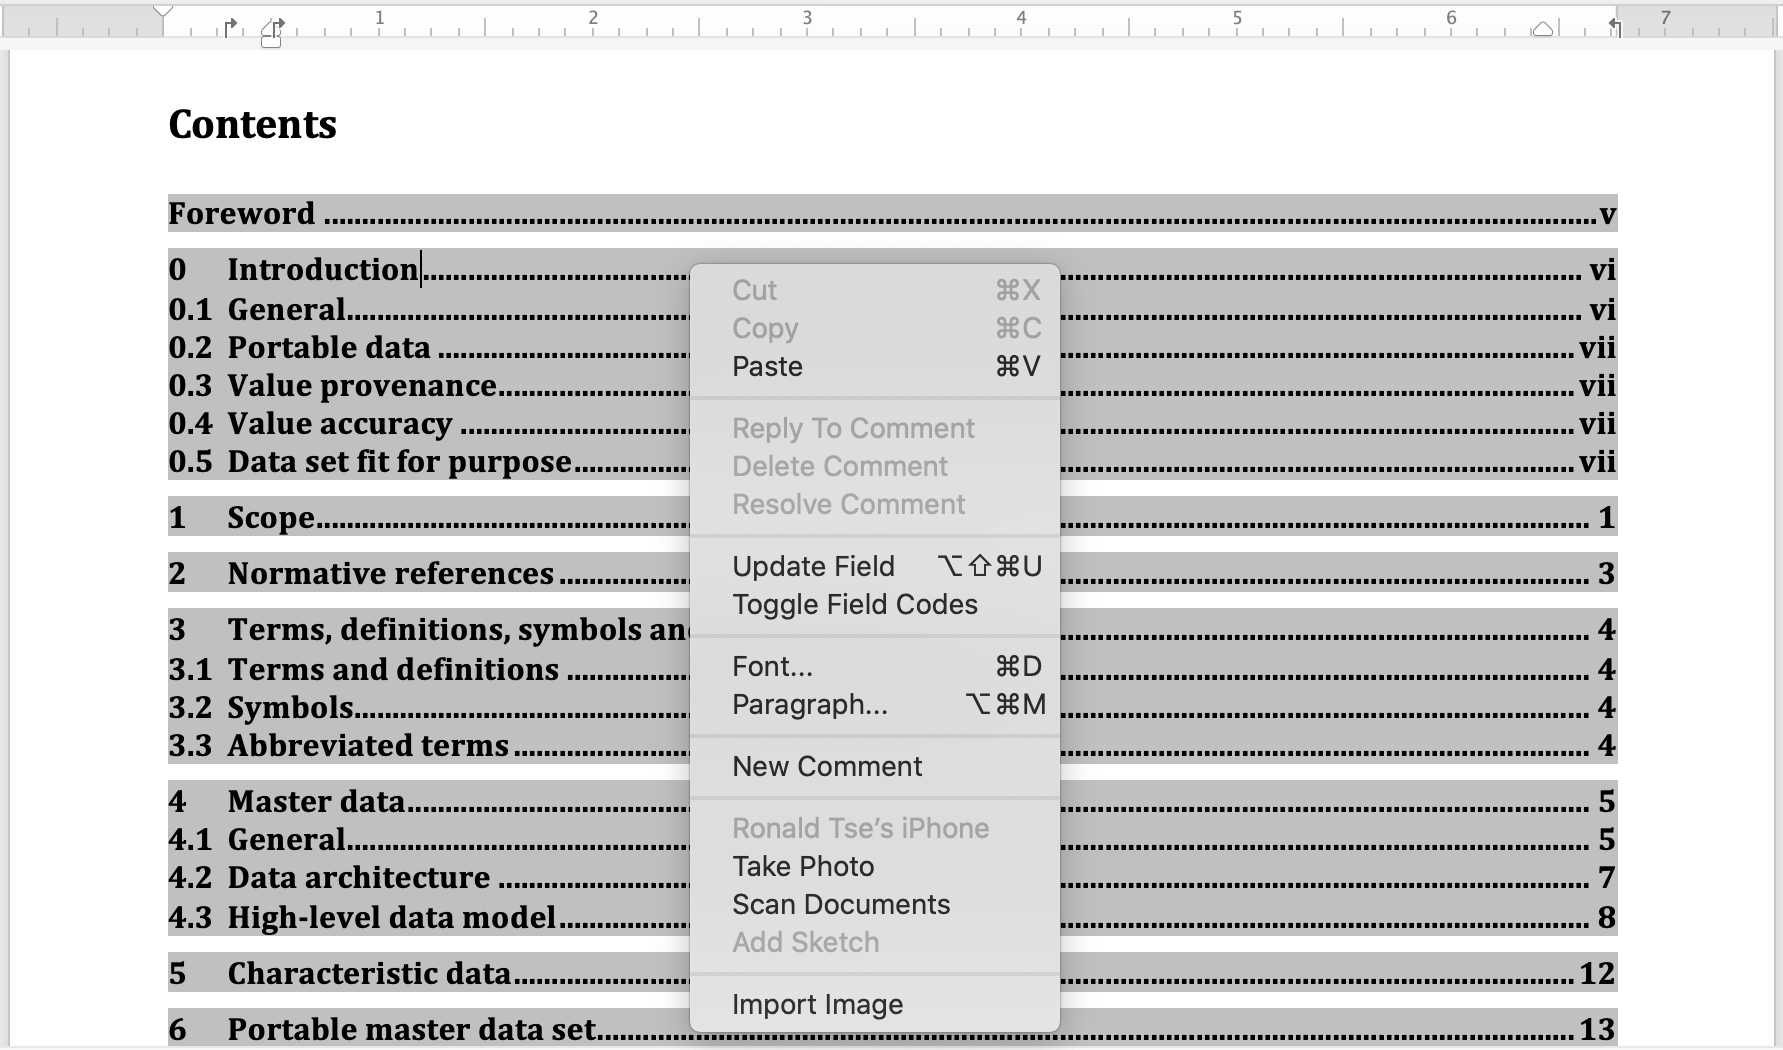 1 2 3 4 5 6 7
Contents
Foreword ........................................ v
0 Introduction ........................................ vi
0.1 General ........................................ vi
0.2 Portable data ........................................ vii
0.3 Value provenance ........................................ vii
0.4 Value accuracy ........................................ vii
0.5 Data set fit for purpose ........................................ vii
1 Scope ........................................ 1
2 Normative references ........................................ 3
3 Terms, definitions, symbols ........................................ 4
3.1 Terms and definitions ........................................ 4
3.2 Symbols ........................................ 4
3.3 Abbreviated terms ........................................ 4
4 Master data ........................................ 5
4.1 General ........................................ 5
4.2 Data architecture ........................................ 7
4.3 High-level data model ........................................ 8
5 Characteristic data ........................................ 12
6 Portable master data set ........................................ 13
Cut ⌘X
Copy ⌘C
Paste ⌘V
Reply To Comment
Delete Comment
Resolve Comment
Update Field ⌥⇧⌘U
Toggle Field Codes
Font... ⌘D
Paragraph... ⌥⌘M
New Comment
Ronald Tse’s iPhone
Take Photo
Scan Documents
Add Sketch
Import Image